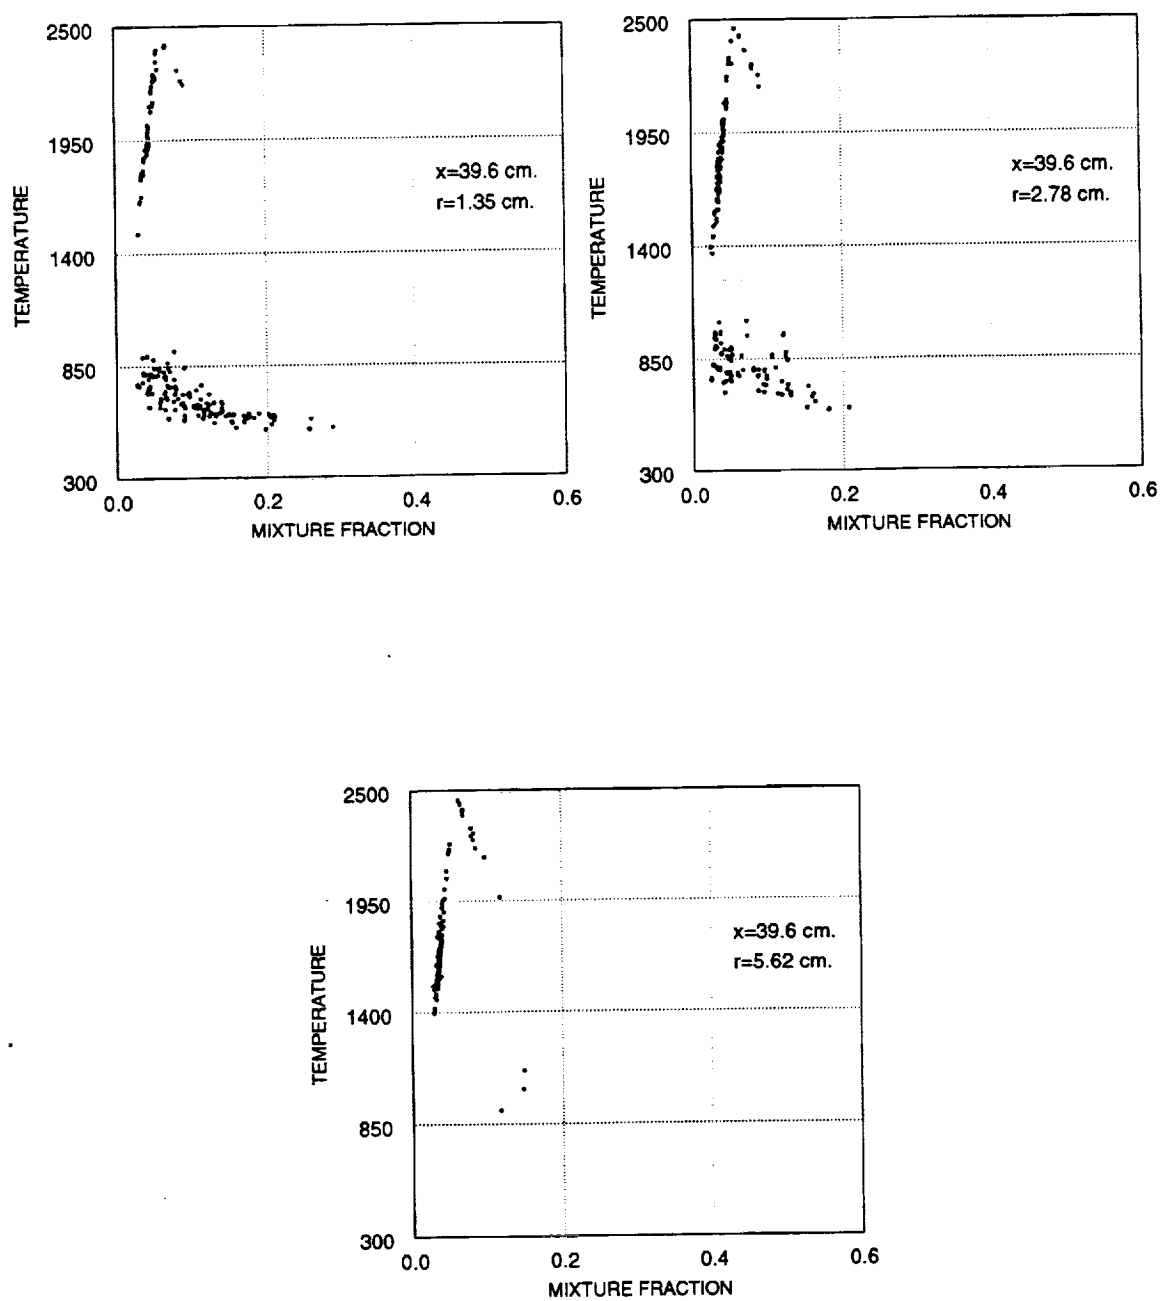 2500
1950
1400
850
300
TEMPERATURE
x=39.6 cm.
r=1.35 cm.
0.0
0.2
0.4
0.6
MIXTURE FRACTION
2500
1950
1400
850
300
TEMPERATURE
x=39.6 cm.
r=2.78 cm.
0.0
0.2
0.4
0.6
MIXTURE FRACTION
2500
1950
1400
850
300
TEMPERATURE
x=39.6 cm.
r=5.62 cm.
0.0
0.2
0.4
0.6
MIXTURE FRACTION